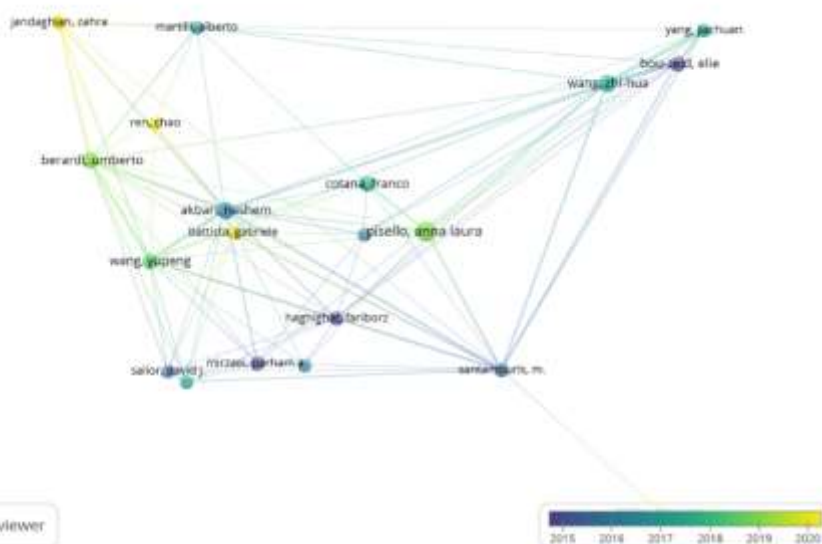 jandaghian, zahra
martilli, alberto
yang, jiachuan
bou-zeid, elie
wang, zhi-hua
ren, chao
berardi, umberto
cotana, franco
akbari, hashem
battista, gabriele
pisello, anna laura
wang, yupeng
haghighat, fariborz
mirzaei, parham a.
sailor, david j.
santamouris, m.
viewer
2015 2016 2017 2018 2019 2020